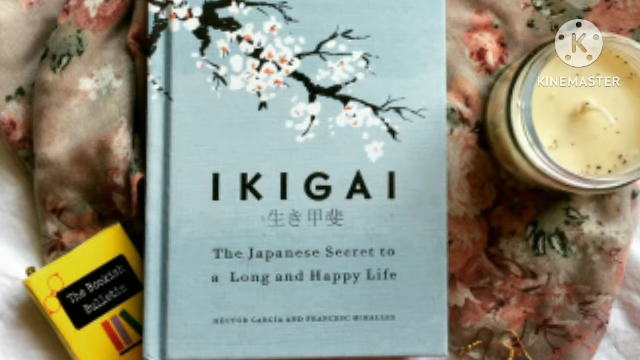 K
KINEMASTER
IKIGAI
生き甲斐
The Japanese Secret to
a Long and Happy Life
HÉCTOR GARCÍA AND FRANCESC MIRALLES
The Bookish
Bulletin